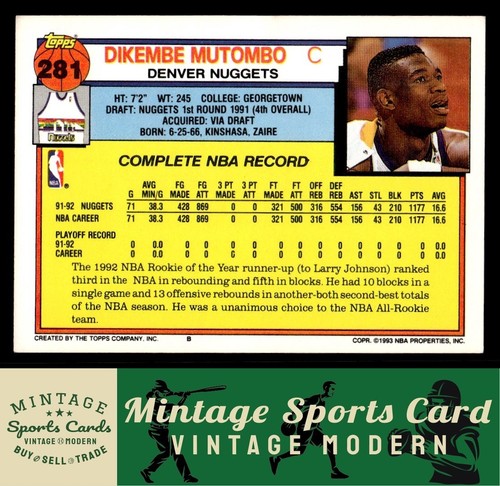 Topps
281
DIKEMBE MUTOMBO C
DENVER NUGGETS
Nuggets
HT: 7'2" WT: 245 COLLEGE: GEORGETOWN
DRAFT: NUGGETS 1ST ROUND 1991 (4th OVERALL)
ACQUIRED: VIA DRAFT
BORN: 6-25-66, KINSHASA, ZAIRE
NBA
COMPLETE NBA RECORD
G AVG MIN/G FG MADE FG ATT 3 PT MADE 3 PT ATT FT MADE FT ATT OFF REB DEF REB AST STL BLK PTS AVG
91-92 NUGGETS 71 38.3 428 869 0 0 321 500 316 554 156 43 210 1177 16.6
NBA CAREER 71 38.3 428 869 0 0 321 500 316 554 156 43 210 1177 16.6
PLAYOFF RECORD
91-92 0 0.0 0 0 0 0 0 0 0 0 0 0 0 0 0.0
CAREER 0 0.0 0 0 0 0 0 0 0 0 0 0 0 0 0.0
The 1992 NBA Rookie of the Year runner-up (to Larry Johnson) ranked
third in the NBA in rebounding and fifth in blocks. He had 10 blocks in a
single game and 13 offensive rebounds in another-both second-best totals
of the NBA season. He was a unanimous choice to the NBA All-Rookie
team.
CREATED BY THE TOPPS COMPANY, INC. B COPR. ©1993 NBA PROPERTIES, INC.
MINTAGE
Sports Cards
VINTAGE MODERN
BUY SELL TRADE
Mintage Sports Card
VINTAGE MODERN